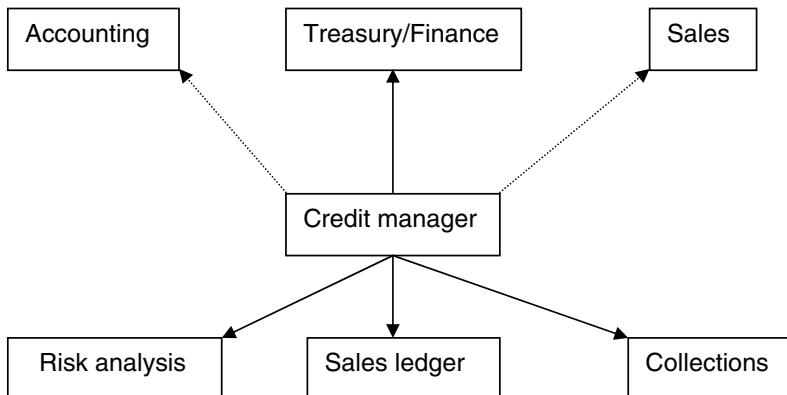 Accounting
Treasury/Finance
Sales
Credit manager
Risk analysis
Sales ledger
Collections